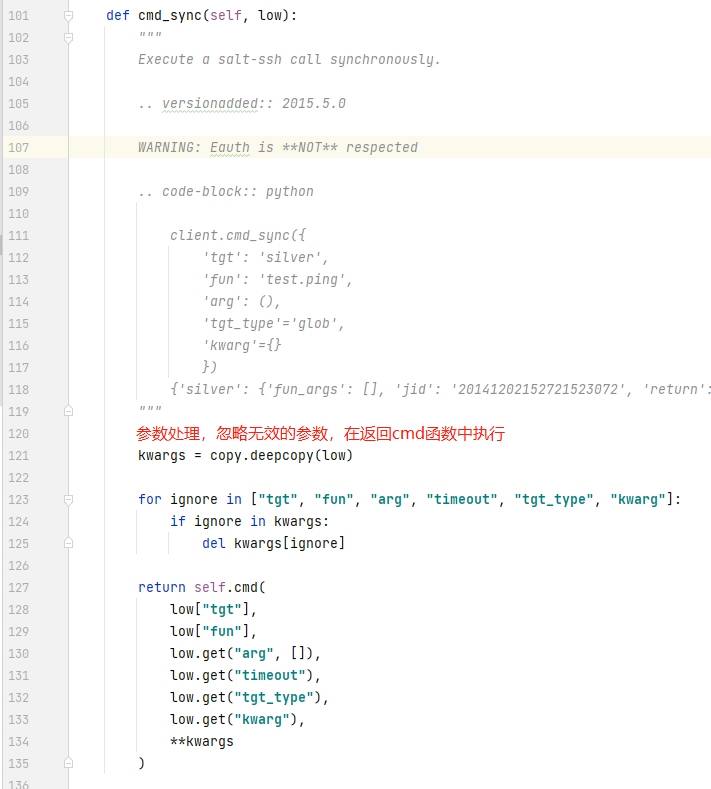 101 def cmd_sync(self, low):
102 """
103 Execute a salt-ssh call synchronously.
104
105 .. versionadded:: 2015.5.0
106
107 WARNING: Eauth is **NOT** respected
108
109 .. code-block:: python
110
111 client.cmd_sync({
112 'tgt': 'silver',
113 'fun': 'test.ping',
114 'arg': (),
115 'tgt_type'='glob',
116 'kwarg'={}
117 })
118 {'silver': {'fun_args': [], 'jid': '20141202152721523072', 'return':
119 """
120 参数处理，忽略无效的参数，在返回cmd函数中执行
121 kwargs = copy.deepcopy(low)
122
123 for ignore in ["tgt", "fun", "arg", "timeout", "tgt_type", "kwarg"]:
124 if ignore in kwargs:
125 del kwargs[ignore]
126
127 return self.cmd(
128 low["tgt"],
129 low["fun"],
130 low.get("arg", []),
131 low.get("timeout"),
132 low.get("tgt_type"),
133 low.get("kwarg"),
134 **kwargs
135 )
136